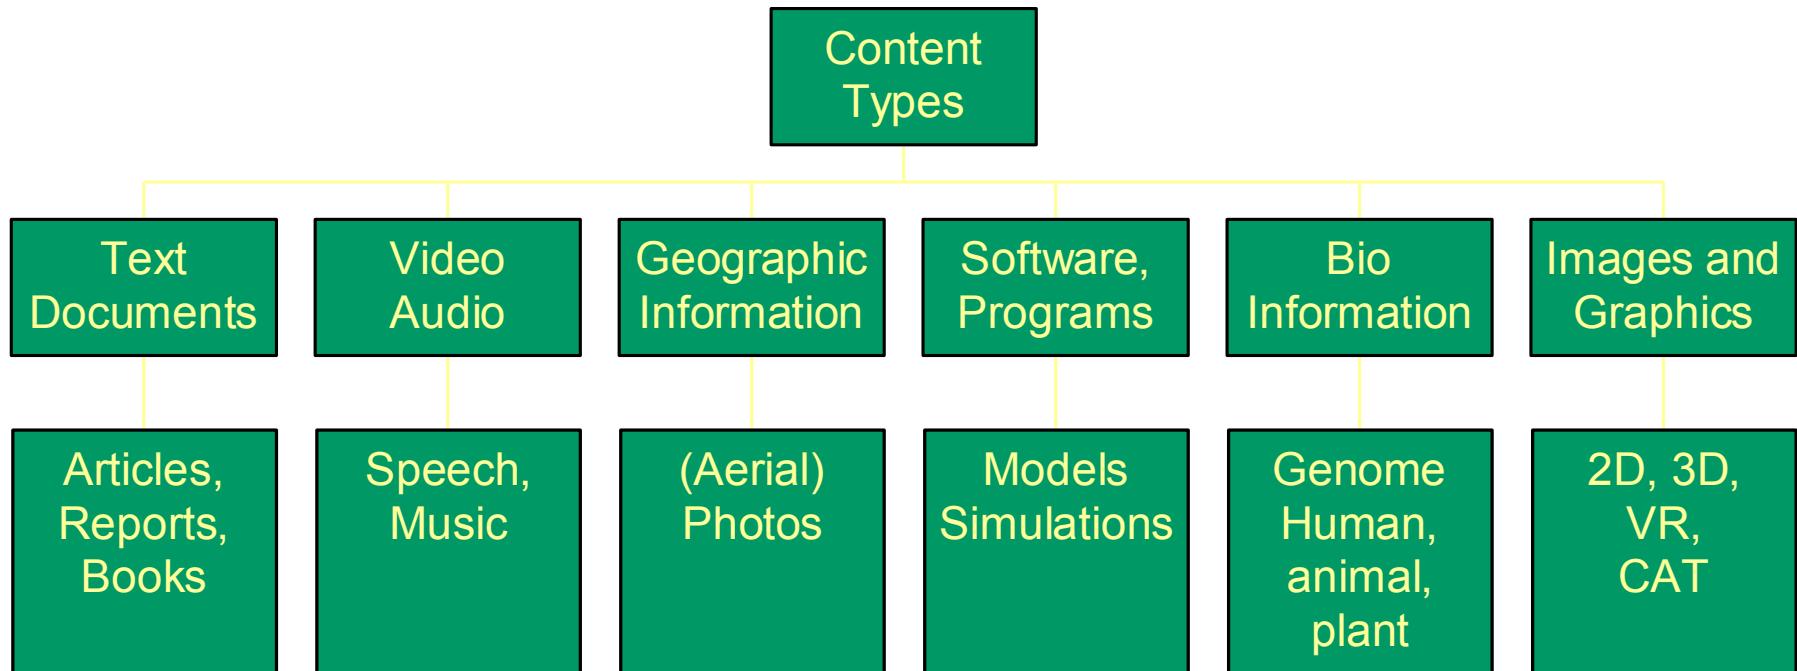 Content
Types
Text
Documents
Video
Audio
Geographic
Information
Software,
Programs
Bio
Information
Images and
Graphics
Articles,
Reports,
Books
Speech,
Music
(Aerial)
Photos
Models
Simulations
Genome
Human,
animal,
plant
2D, 3D,
VR,
CAT